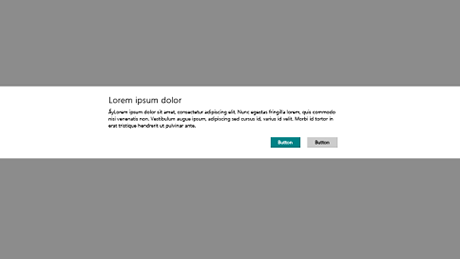 Lorem ipsum dolor
ÅyLorem ipsum dolor sit amet, consectetur adipiscing elit. Nunc egestas fringilla lorem, quis commodo
nisi venenatis non. Vestibulum augue ipsum, adipiscing sed cursus id, varius id velit. Morbi id tortor in
erat tristique hendrerit ut pulvinar ante.
Button Button